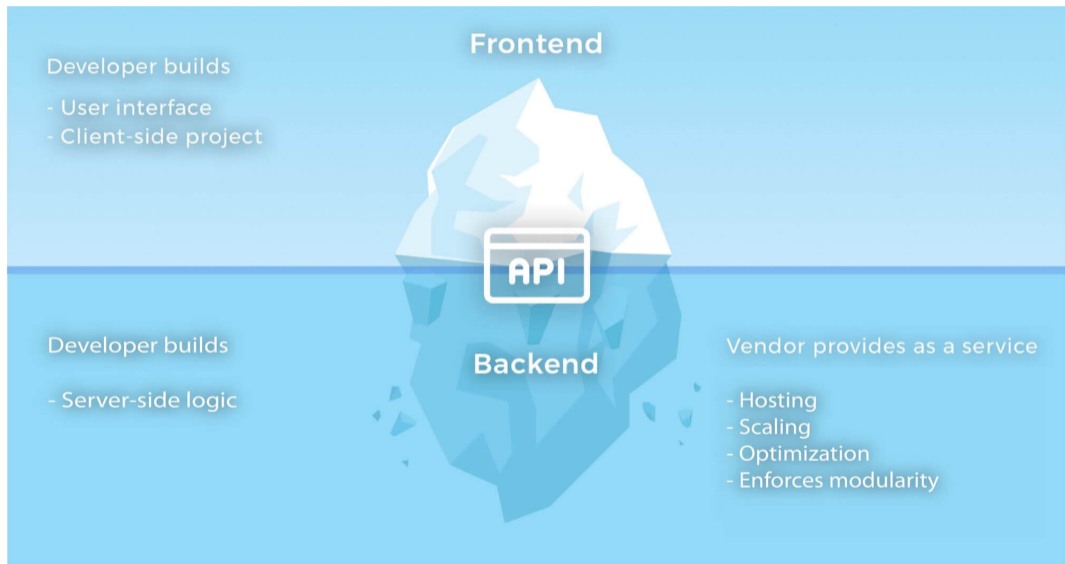 Frontend
Developer builds
- User interface
- Client-side project
API
Backend
Developer builds
- Server-side logic
Vendor provides as a service
- Hosting
- Scaling
- Optimization
- Enforces modularity